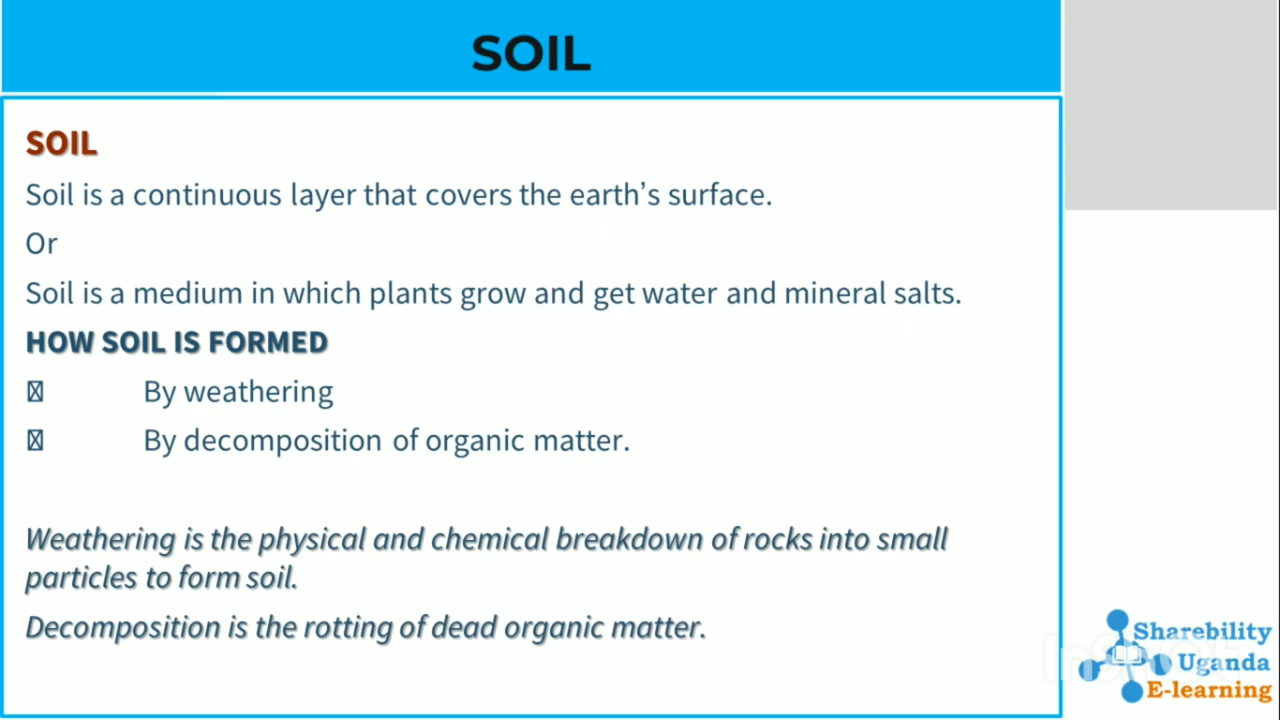 SOIL
SOIL
Soil is a continuous layer that covers the earth's surface.
Or
Soil is a medium in which plants grow and get water and mineral salts.
HOW SOIL IS FORMED
By weathering
By decomposition of organic matter.
Weathering is the physical and chemical breakdown of rocks into small
particles to form soil.
Decomposition is the rotting of dead organic matter.
Sharebility
Uganda
E-learning